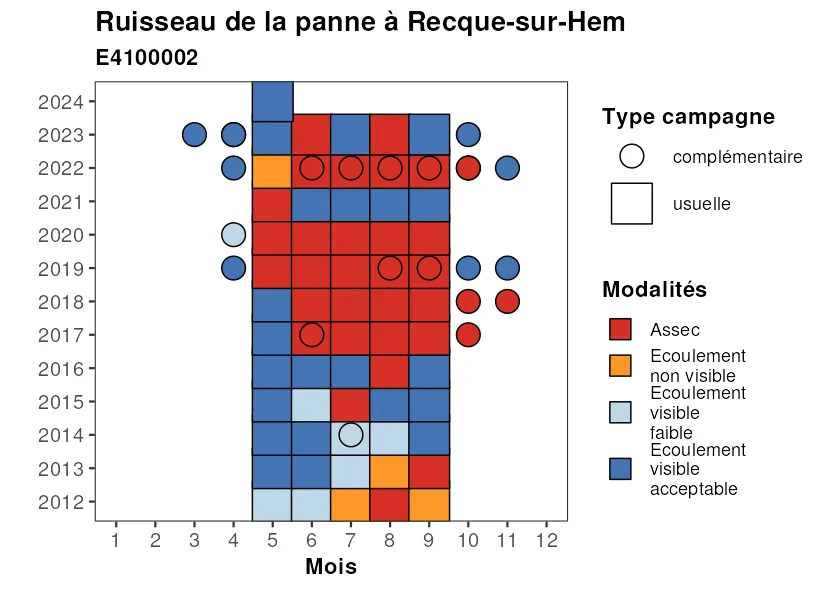 Ruisseau de la panne à Recque-sur-Hem
E4100002
2024
2023
2022
2021
2020
2019
2018
2017
2016
2015
2014
2013
2012
1 2 3 4 5 6 7 8 9 10 11 12
Mois
Type campagne
complémentaire
usuelle
Modalités
Assec
Ecoulement
non visible
Ecoulement
visible
faible
Ecoulement
visible
acceptable